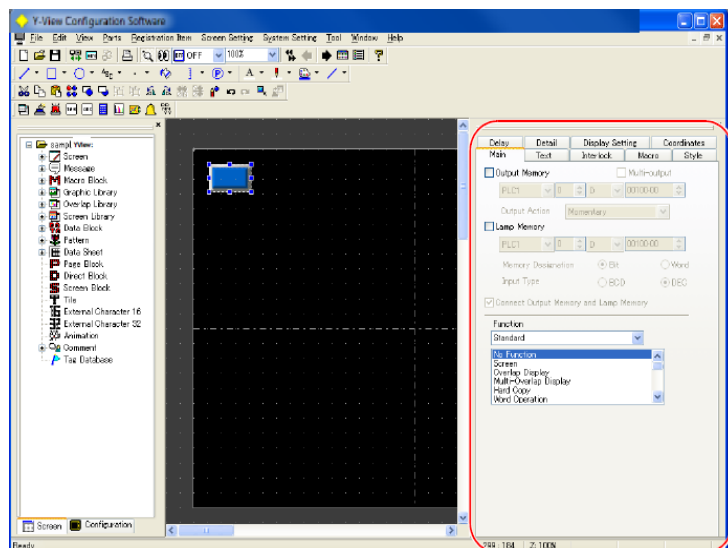 Y-View Configuration Software
File Edit View Parts Registration Item Screen Setting System Setting Tool Window Help
OFF 100%
sampl
Screen
Message
Macro Block
Graphic Library
Overlap Library
Screen Library
Data Block
Pattern
Data Sheet
Page Block
Direct Block
Screen Block
Tile
External Character 16
External Character 32
Animation
Comment
Tag Database
Screen Configuration
Delay Detail Display Setting Coordinates
Main Text Interlock Macro Style
Output Memory Multi-output
PLC1 0 D 00100-00
Output Action Momentary
Lamp Memory
PLC1 0 D 00100-00
Memory Designation Bit Word
Input Type BCD DEC
Connect Output Memory and Lamp Memory
Function
Standard
No Function
Screen
Overlap Display
Multi-Overlap Display
Hard Copy
Word Operation
Ready 299 : 164 Z: 100%